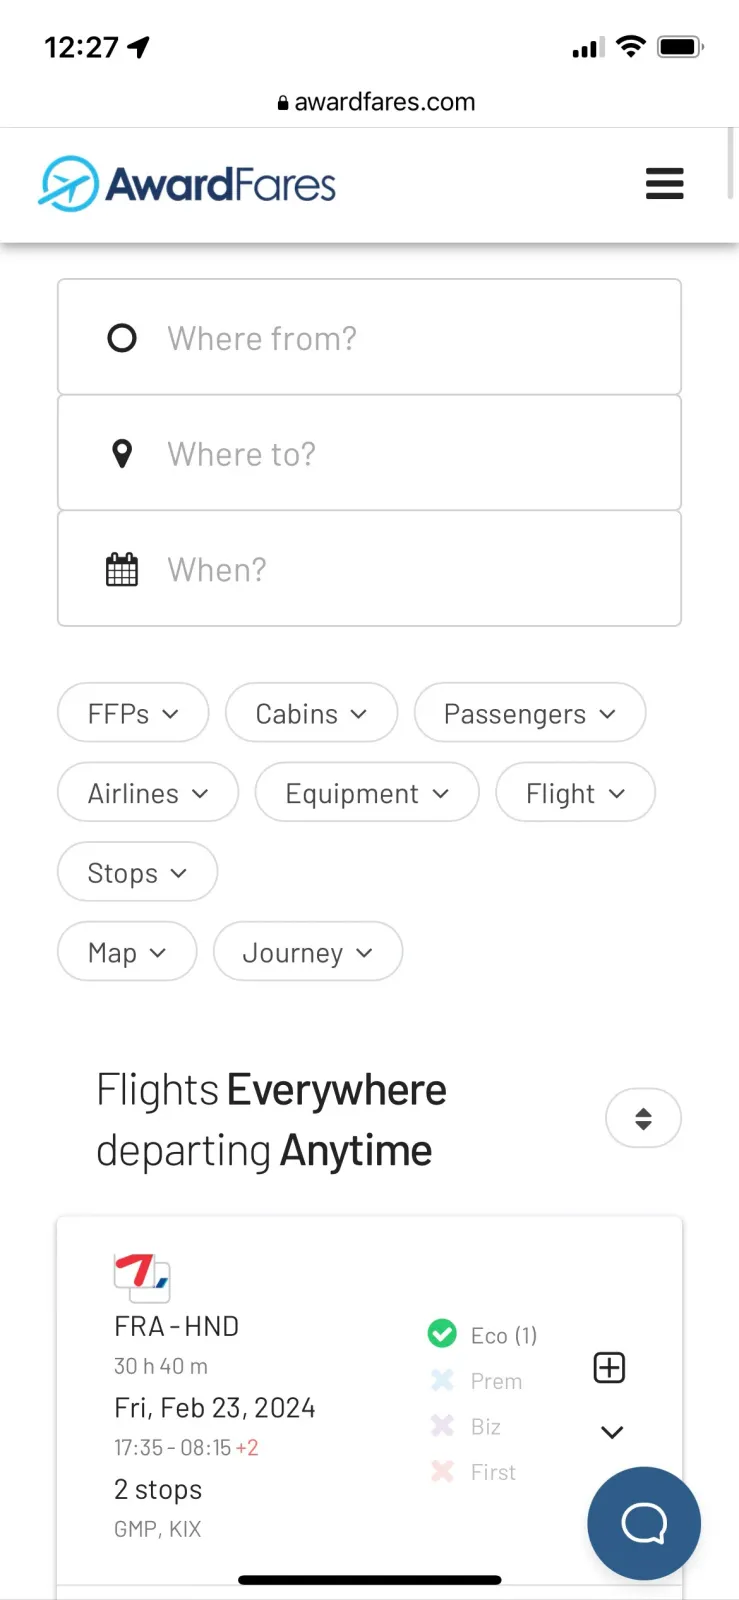 12:27
awardfares.com
AwardFares
Where from?
Where to?
When?
FFPs
Cabins
Passengers
Airlines
Equipment
Flight
Stops
Map
Journey
Flights Everywhere
departing Anytime
FRA - HND
30 h 40 m
Fri, Feb 23, 2024
17:35 - 08:15 +2
2 stops
GMP, KIX
Eco (1)
Prem
Biz
First